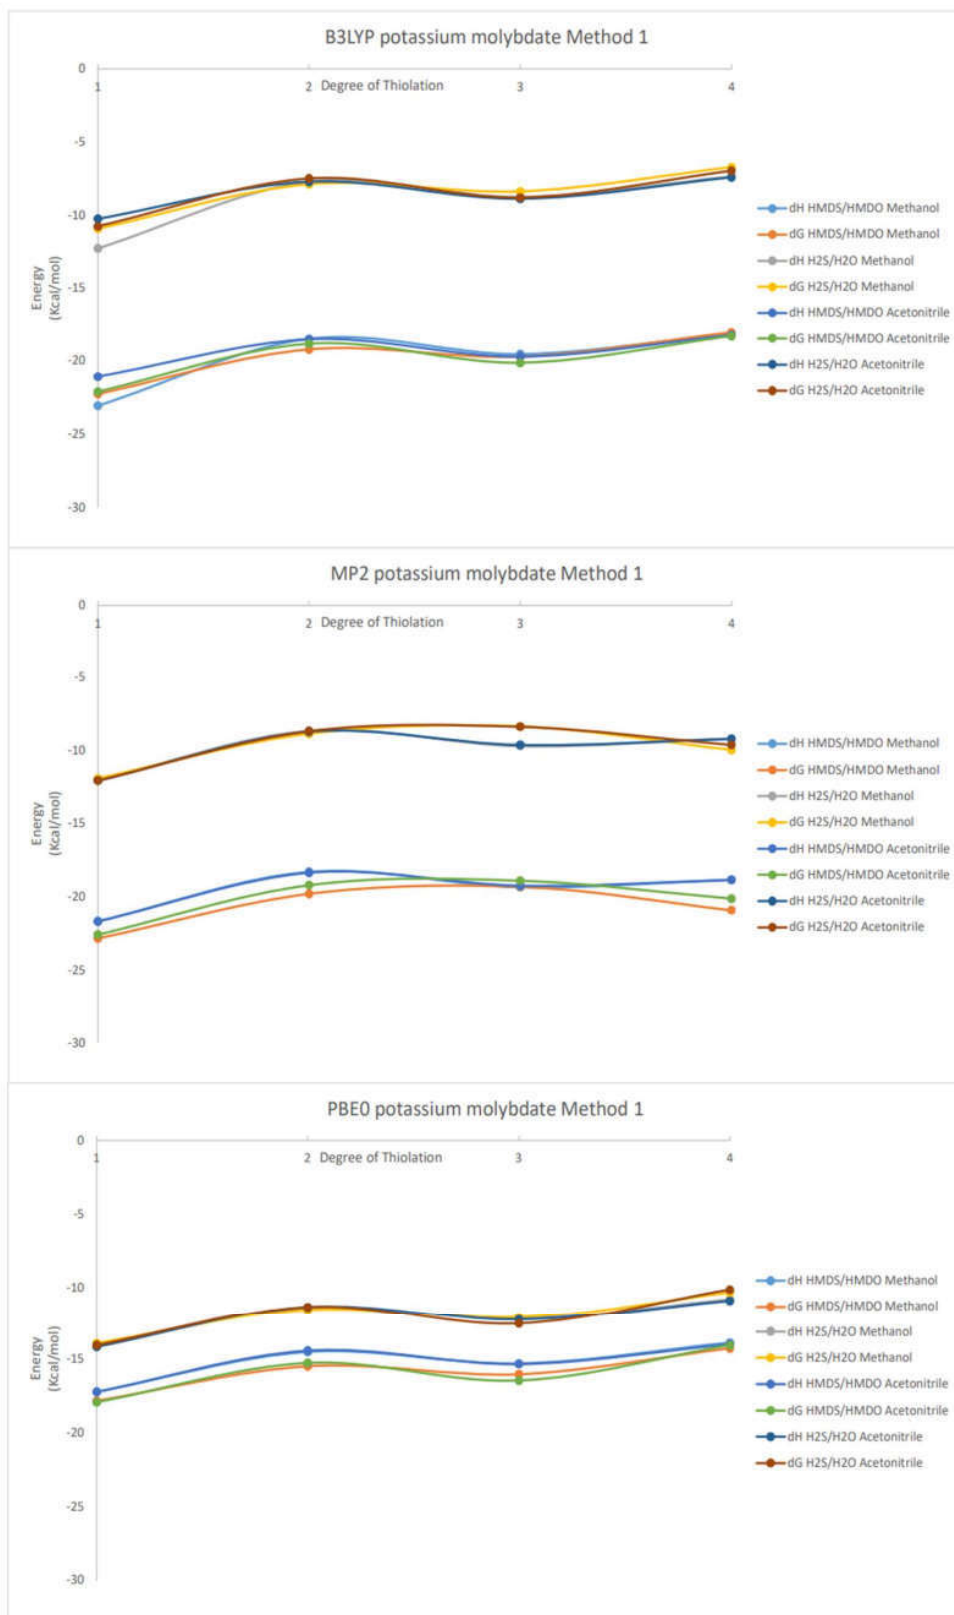 B3LYP potassium molybdate Method 1
0
1
2
Degree of Thiolation
3
4
-5
-10
-15
-20
-25
-30
Energy
(Kcal/mol)
dH HMDS/HMDO Methanol
dG HMDS/HMDO Methanol
dH H2S/H2O Methanol
dG H2S/H2O Methanol
dH HMDS/HMDO Acetonitrile
dG HMDS/HMDO Acetonitrile
dH H2S/H2O Acetonitrile
dG H2S/H2O Acetonitrile
MP2 potassium molybdate Method 1
0
1
2
Degree of Thiolation
3
4
-5
-10
-15
-20
-25
-30
Energy
(Kcal/mol)
dH HMDS/HMDO Methanol
dG HMDS/HMDO Methanol
dH H2S/H2O Methanol
dG H2S/H2O Methanol
dH HMDS/HMDO Acetonitrile
dG HMDS/HMDO Acetonitrile
dH H2S/H2O Acetonitrile
dG H2S/H2O Acetonitrile
PBE0 potassium molybdate Method 1
0
1
2
Degree of Thiolation
3
4
-5
-10
-15
-20
-25
-30
Energy
(Kcal/mol)
dH HMDS/HMDO Methanol
dG HMDS/HMDO Methanol
dH H2S/H2O Methanol
dG H2S/H2O Methanol
dH HMDS/HMDO Acetonitrile
dG HMDS/HMDO Acetonitrile
dH H2S/H2O Acetonitrile
dG H2S/H2O Acetonitrile